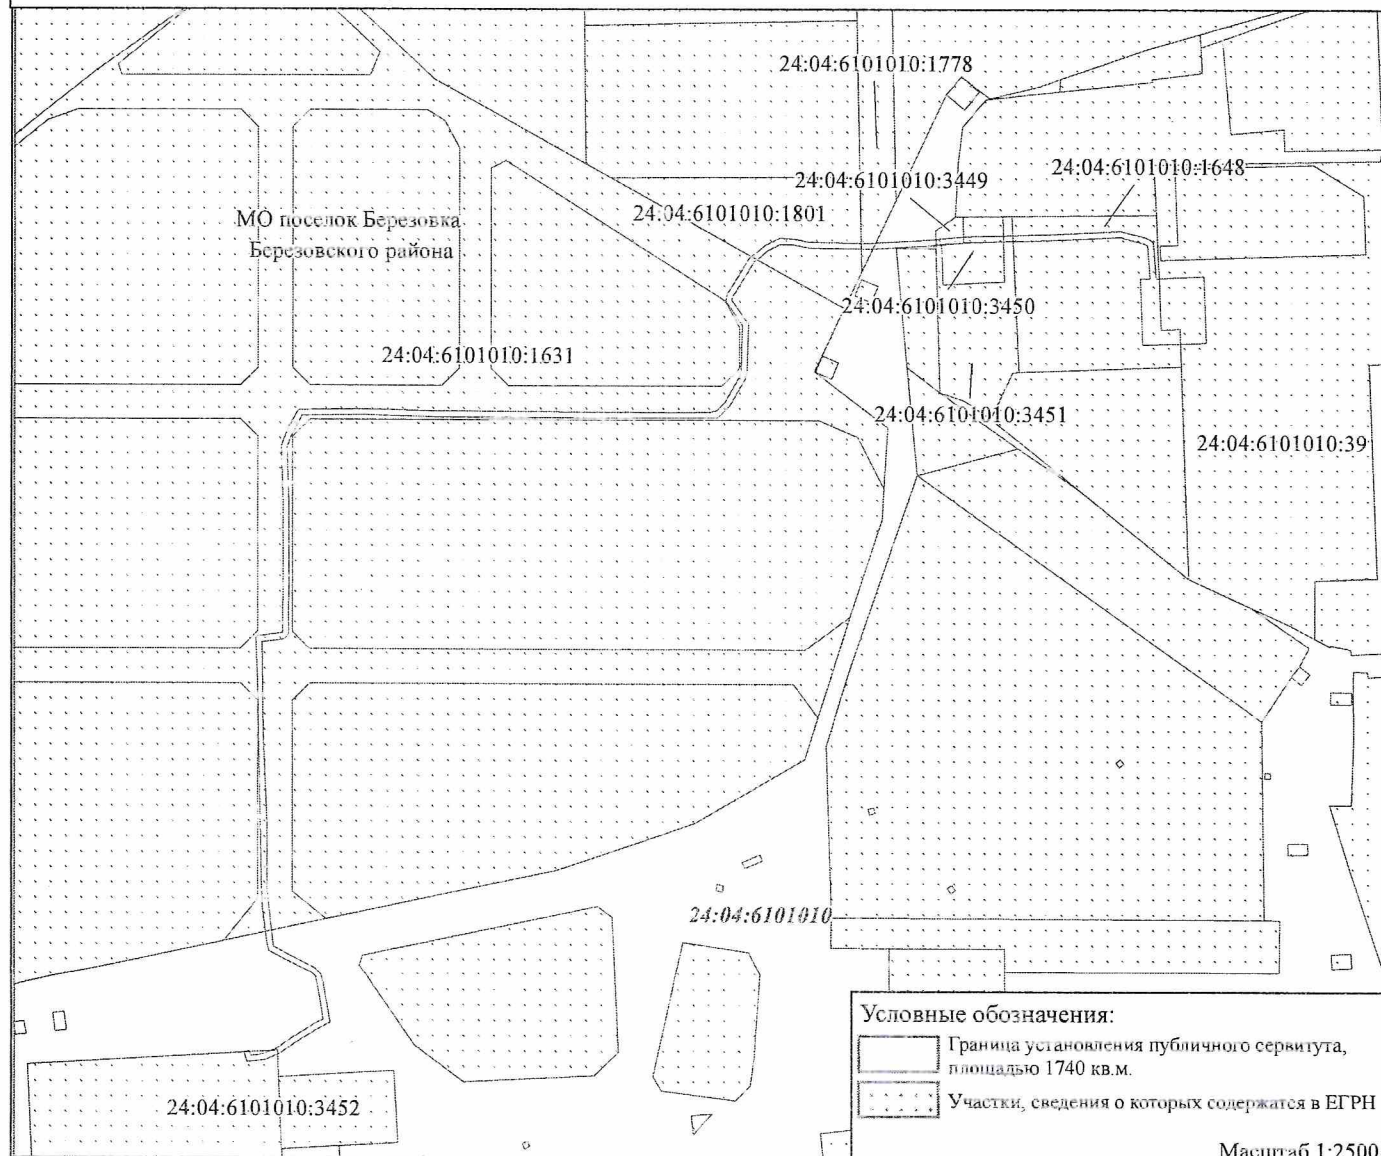 24:04:6101010:1778
24:04:6101010:1648
24:04:6101010:3449
24:04:6101010:1801
МО поселок Березовка
Березовского района
24:04:6101010:3450
24:04:6101010:1631
24:04:6101010:3451
24:04:6101010:39
24:04:6101010
Условные обозначения:
Граница установления публичного сервитута,
площадью 1740 кв.м.
Участки, сведения о которых содержатся в ЕГРН
24:04:6101010:3452
Масштаб 1:2500